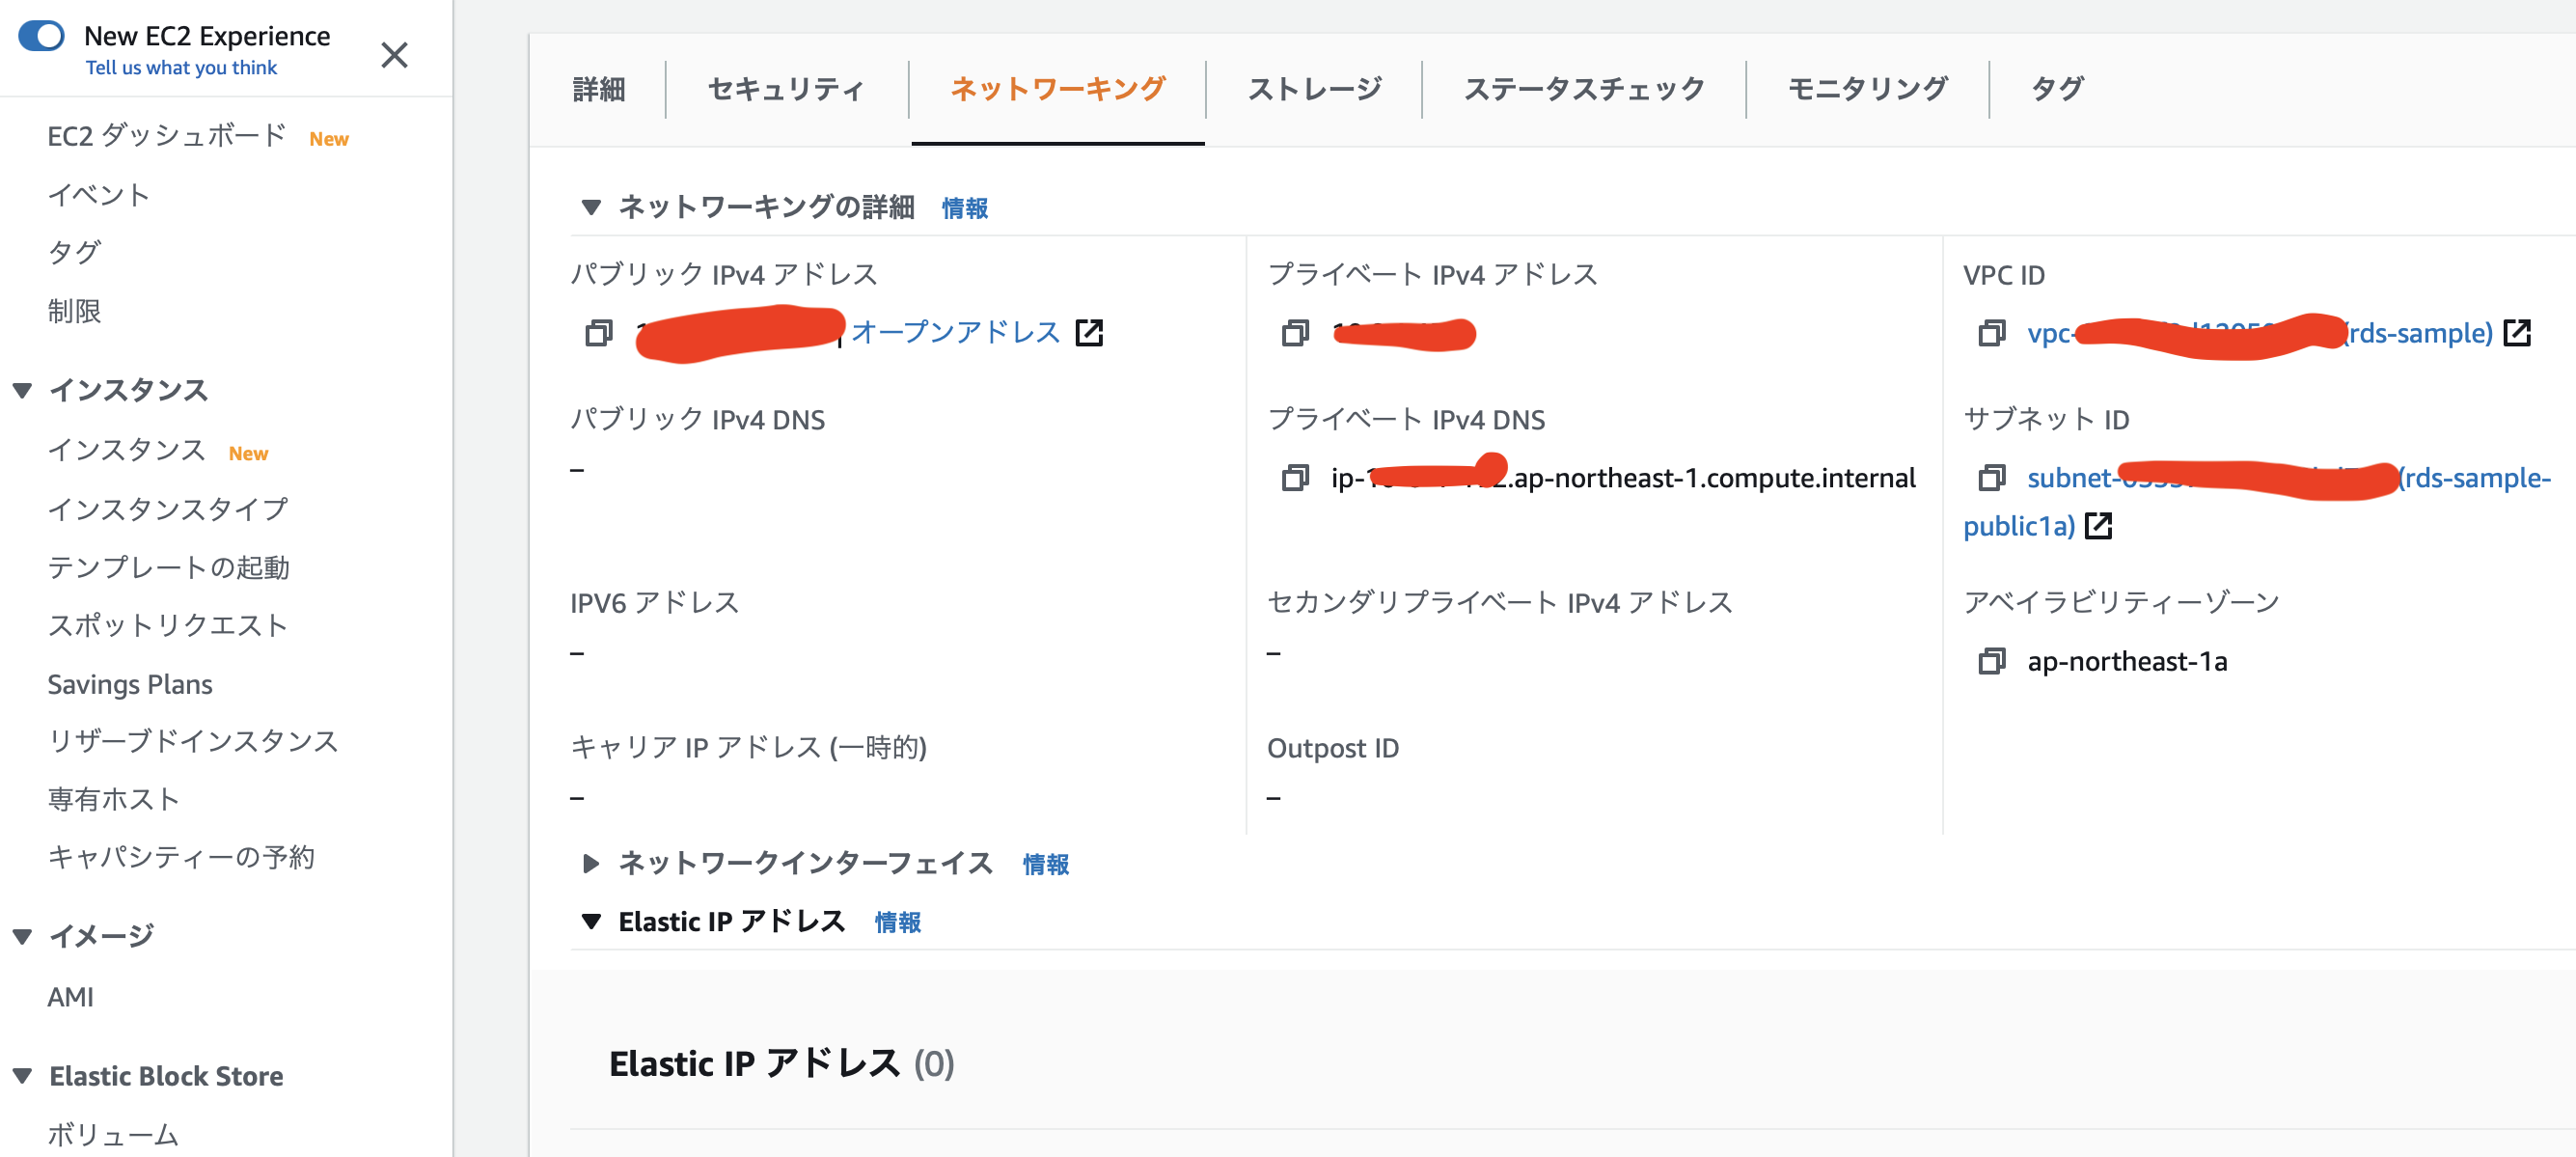 New EC2 Experience
Tell us what you think
EC2 ダッシュボード New
イベント
タグ
制限
インスタンス
インスタンス New
インスタンスタイプ
テンプレートの起動
スポットリクエスト
Savings Plans
リザーブドインスタンス
専有ホスト
キャパシティーの予約
イメージ
AMI
Elastic Block Store
ボリューム
詳細 セキュリティ ネットワーキング ストレージ ステータスチェック モニタリング タグ
ネットワーキングの詳細 情報
パブリック IPv4 アドレス
| オープンアドレス
パブリック IPv4 DNS
–
IPV6 アドレス
–
キャリア IP アドレス (一時的)
–
プライベート IPv4 アドレス
プライベート IPv4 DNS
ip- .ap-northeast-1.compute.internal
セカンダリプライベート IPv4 アドレス
–
Outpost ID
–
VPC ID
vpc- (rds-sample)
サブネット ID
subnet- (rds-sample-
public1a)
アベイラビリティーゾーン
ap-northeast-1a
ネットワークインターフェイス 情報
Elastic IP アドレス 情報
Elastic IP アドレス (0)